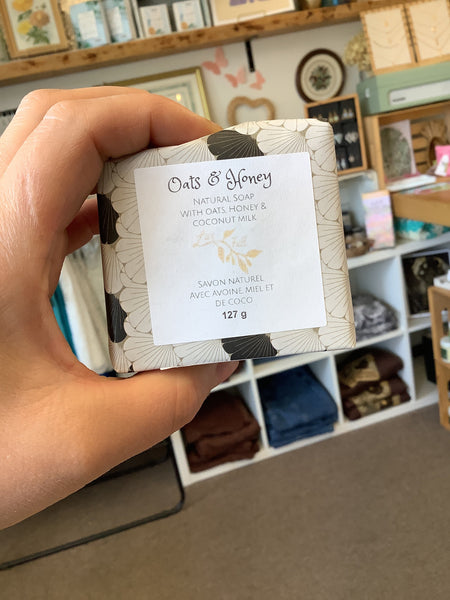 Oats & Honey
Natural Soap
with Oats, Honey &
Coconut Milk
Savon Naturel
avec Avoine, Miel et
de Coco
127 g